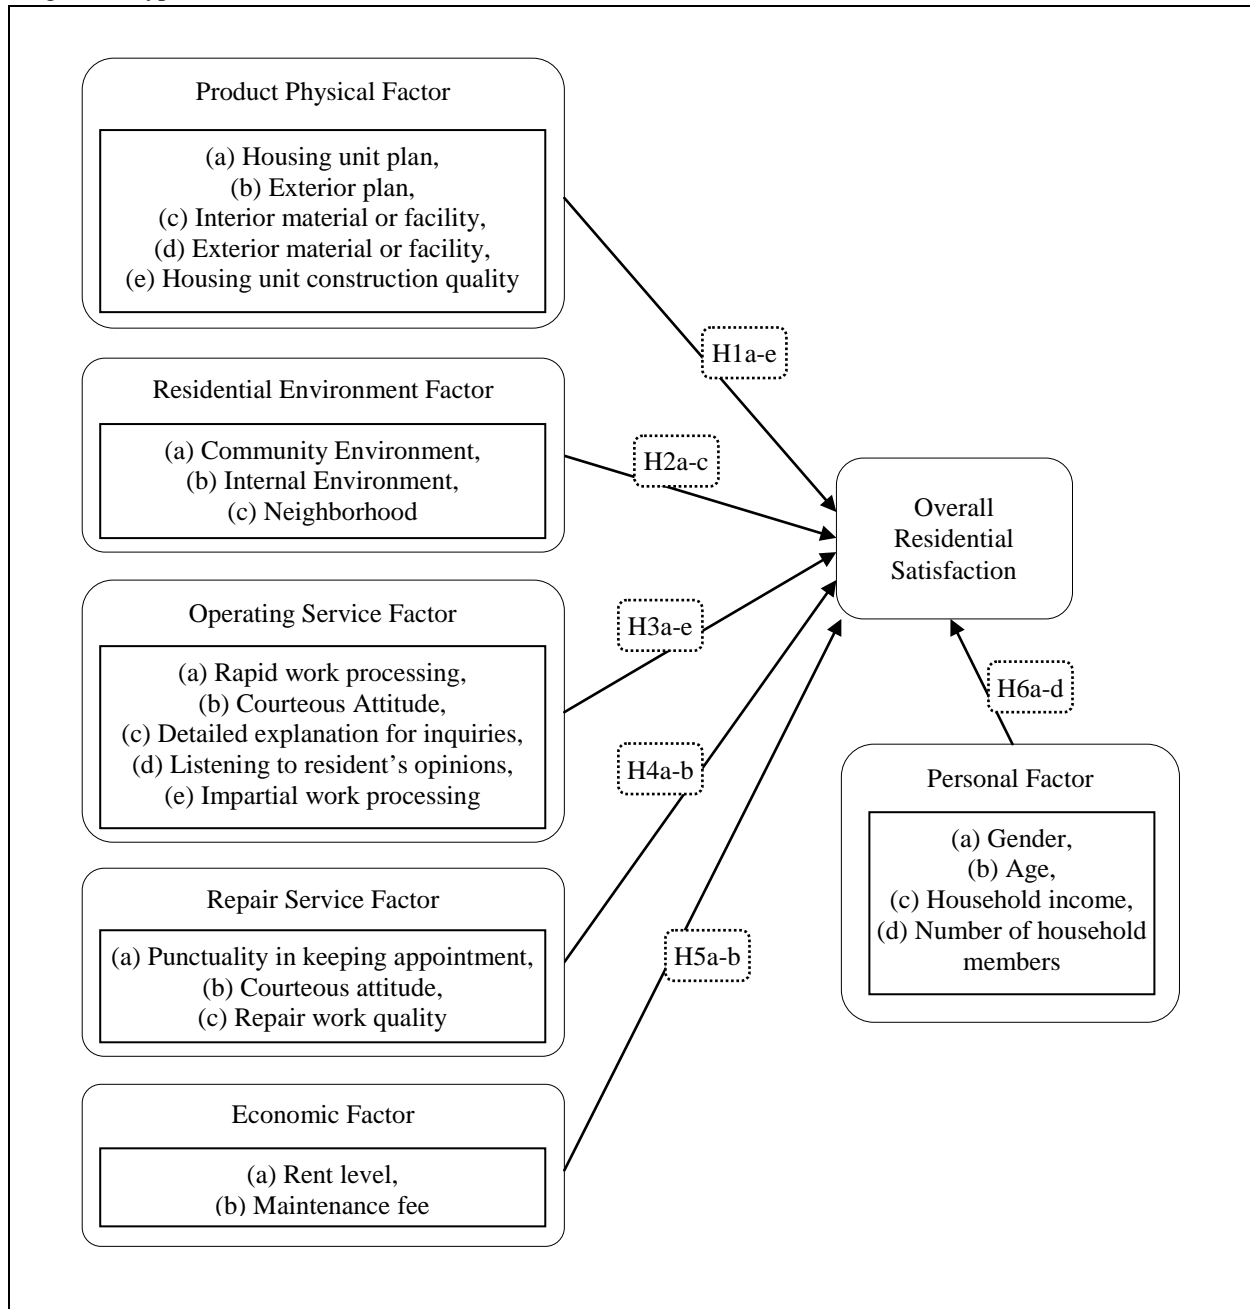 Product Physical Factor
(a) Housing unit plan,
(b) Exterior plan,
(c) Interior material or facility,
(d) Exterior material or facility,
(e) Housing unit construction quality
H1a-e
Residential Environment Factor
(a) Community Environment,
(b) Internal Environment,
(c) Neighborhood
H2a-c
Overall
Residential
Satisfaction
Operating Service Factor
(a) Rapid work processing,
(b) Courteous Attitude,
(c) Detailed explanation for inquiries,
(d) Listening to resident's opinions,
(e) Impartial work processing
H3a-e
H6a-d
H4a-b
Personal Factor
(a) Gender,
(b) Age,
(c) Household income,
(d) Number of household
members
Repair Service Factor
(a) Punctuality in keeping appointment,
(b) Courteous attitude,
(c) Repair work quality
H5a-b
Economic Factor
(a) Rent level,
(b) Maintenance fee